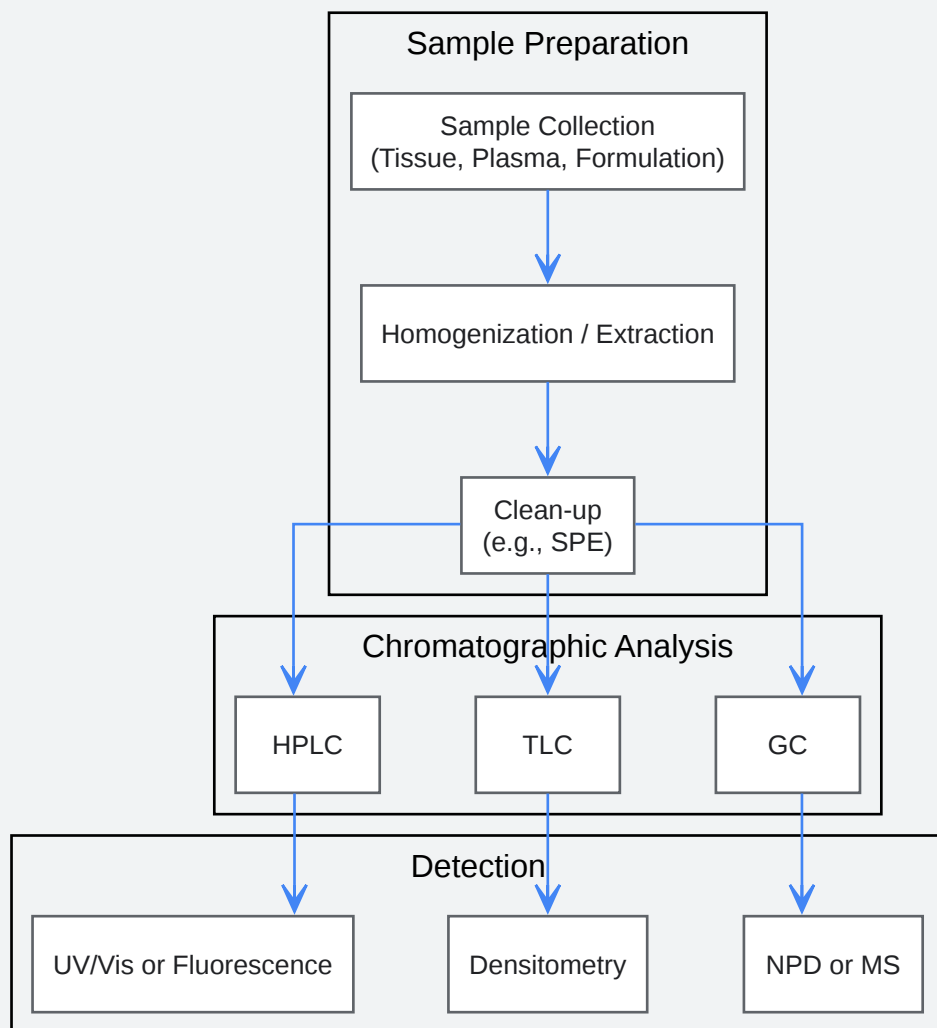 Sample Preparation
Sample Collection
(Tissue, Plasma, Formulation)
Homogenization / Extraction
Clean-up
(e.g., SPE)
Chromatographic Analysis
HPLC
TLC
GC
Detection
UV/Vis or Fluorescence
Densitometry
NPD or MS